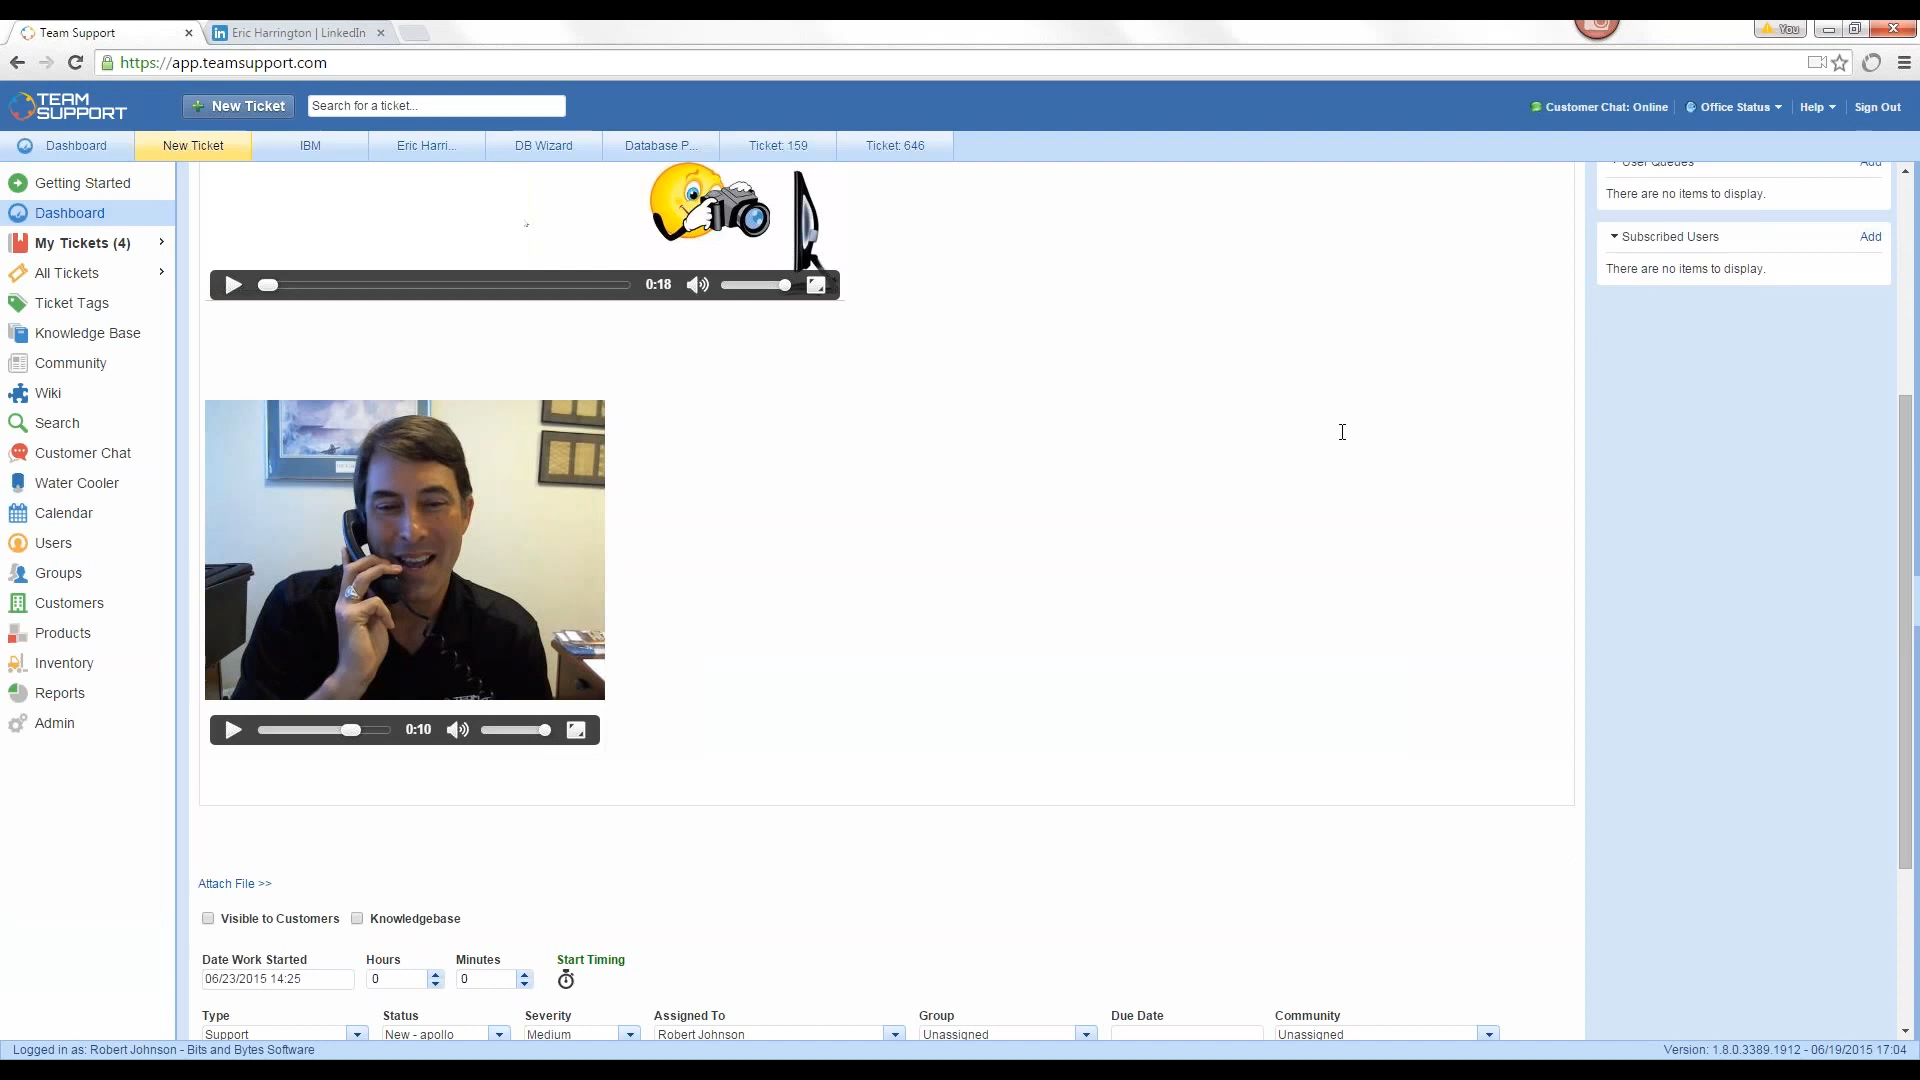 Team Support
Eric Harrington | LinkedIn
You
https://app.teamsupport.com
TEAM
SUPPORT
New Ticket
Search for a ticket...
Customer Chat: Online
Office Status
Help
Sign Out
Dashboard
New Ticket
IBM
Eric Harri...
DB Wizard
Database P...
Ticket: 159
Ticket: 646
Getting Started
Dashboard
My Tickets (4)
All Tickets
Ticket Tags
Knowledge Base
Community
Wiki
Search
Customer Chat
Water Cooler
Calendar
Users
Groups
Customers
Products
Inventory
Reports
Admin
User Queues
Add
There are no items to display.
Subscribed Users
Add
There are no items to display.
0:18
0:10
Attach File >>
Visible to Customers
Knowledgebase
Date Work Started
Hours
Minutes
Start Timing
06/23/2015 14:25
0
0
Type
Status
Severity
Assigned To
Group
Due Date
Community
Support
New - apollo
Medium
Robert Johnson
Unassigned
Unassigned
Logged in as: Robert Johnson - Bits and Bytes Software
Version: 1.8.0.3389.1912 - 06/19/2015 17:04